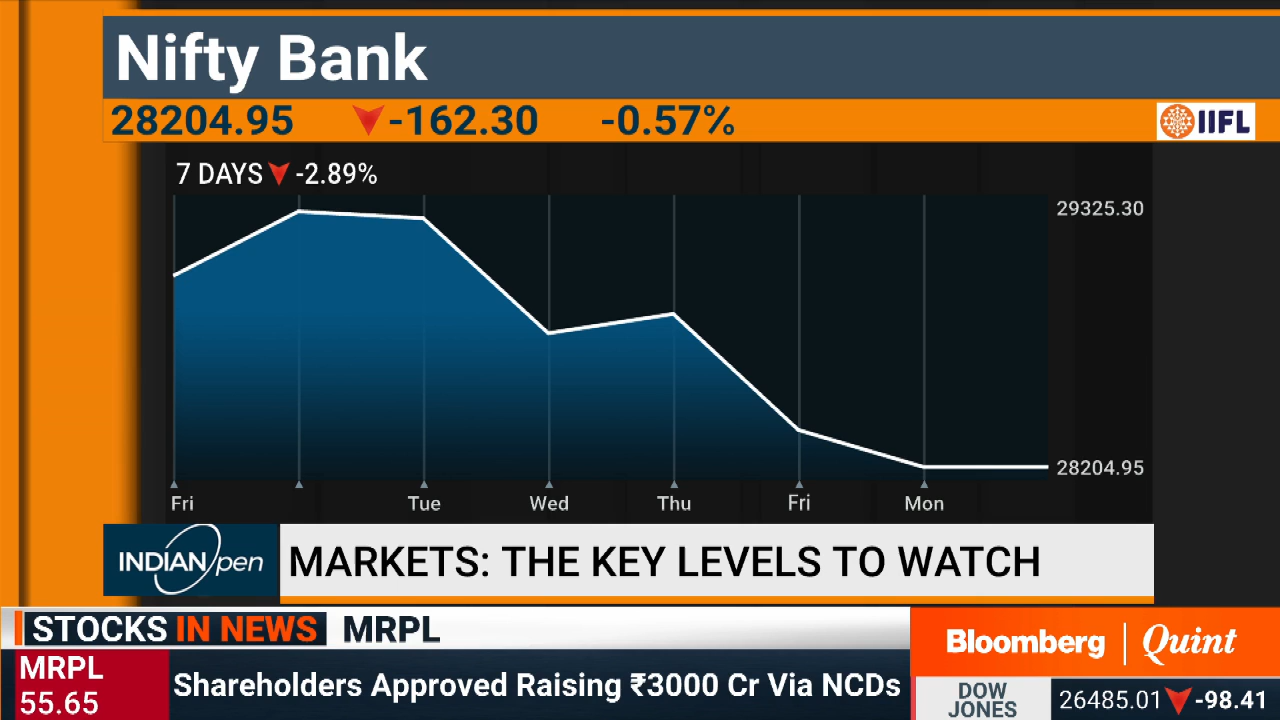 Nifty Bank
28204.95 -162.30 -0.57%
IIFL
7 DAYS -2.89%
29325.30
28204.95
Fri Tue Wed Thu Fri Mon
INDIAN Open
MARKETS: THE KEY LEVELS TO WATCH
STOCKS IN NEWS MRPL
MRPL
55.65
Shareholders Approved Raising ₹3000 Cr Via NCDs
Bloomberg | Quint
DOW
JONES
26485.01 -98.41